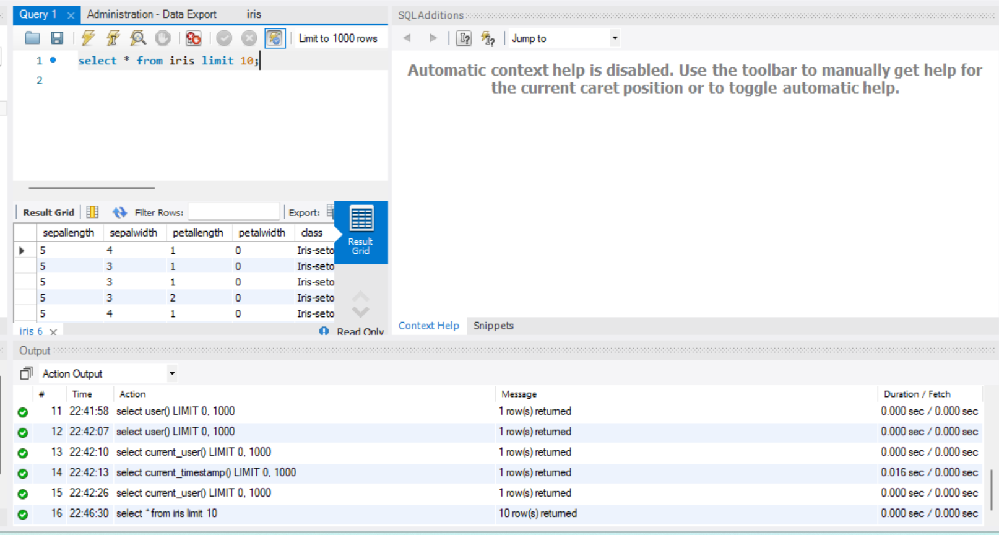 Query 1 × Administration - Data Export iris
Limit to 1000 rows
1 select * from iris limit 10;
2
Result Grid Filter Rows: Export:
sepallength sepalwidth petallength petalwidth class
5 4 1 0 Iris-seto
5 3 1 0 Iris-seto
5 3 1 0 Iris-seto
5 3 2 0 Iris-seto
5 4 1 0 Iris-seto
Result
Grid
iris 6 × Read Only
SQLAdditions
Jump to
Automatic context help is disabled. Use the toolbar to manually get help for
the current caret position or to toggle automatic help.
Context Help Snippets
Output
Action Output
# Time Action Message Duration / Fetch
11 22:41:58 select user() LIMIT 0, 1000 1 row(s) returned 0.000 sec / 0.000 sec
12 22:42:07 select user() LIMIT 0, 1000 1 row(s) returned 0.000 sec / 0.000 sec
13 22:42:10 select current_user() LIMIT 0, 1000 1 row(s) returned 0.000 sec / 0.000 sec
14 22:42:13 select current_timestamp() LIMIT 0, 1000 1 row(s) returned 0.016 sec / 0.000 sec
15 22:42:26 select current_user() LIMIT 0, 1000 1 row(s) returned 0.000 sec / 0.000 sec
16 22:46:30 select * from iris limit 10 10 row(s) returned 0.000 sec / 0.000 sec